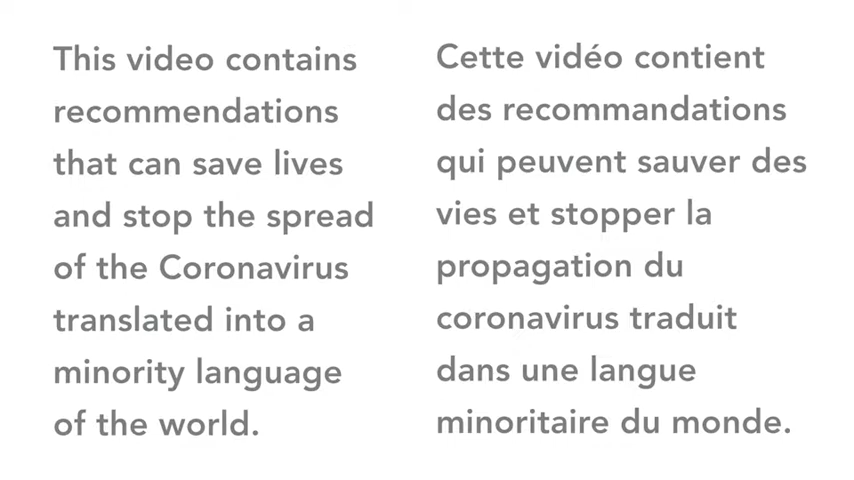 This video contains
recommendations
that can save lives
and stop the spread
of the Coronavirus
translated into a
minority language
of the world.
Cette vidéo contient
des recommandations
qui peuvent sauver des
vies et stopper la
propagation du
coronavirus traduit
dans une langue
minoritaire du monde.